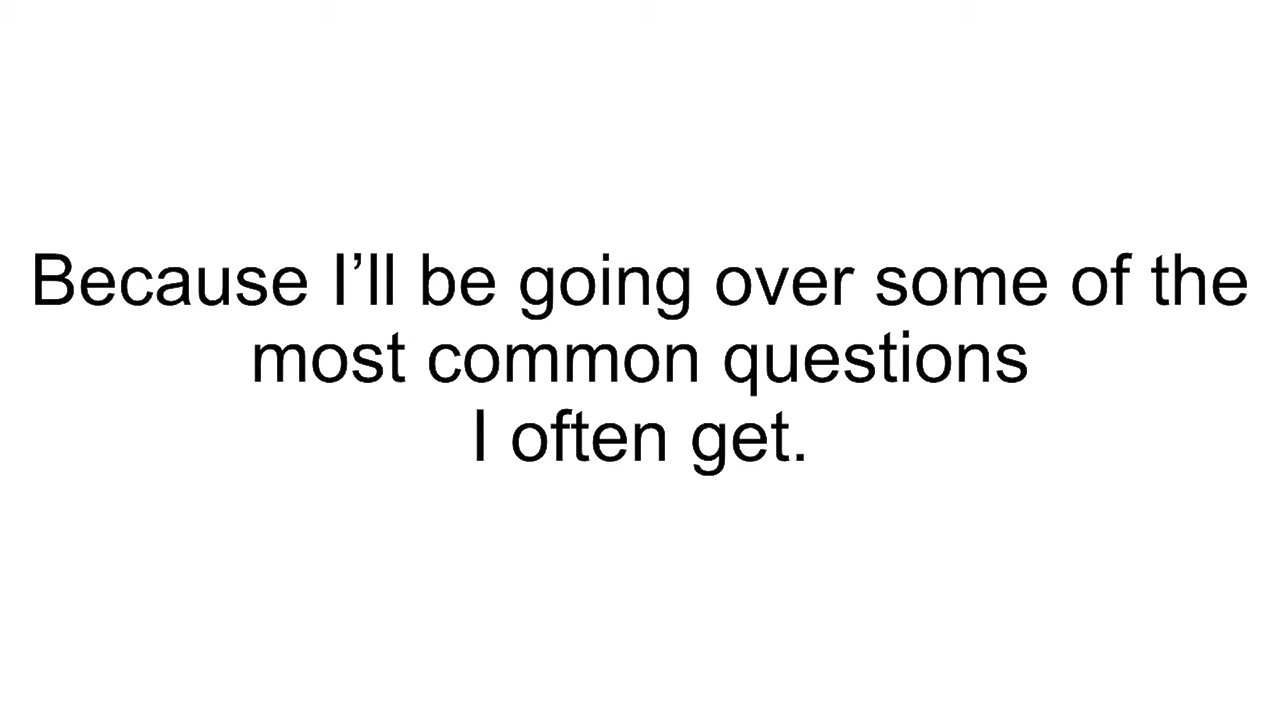 Because I’ll be going over some of the
most common questions
I often get.